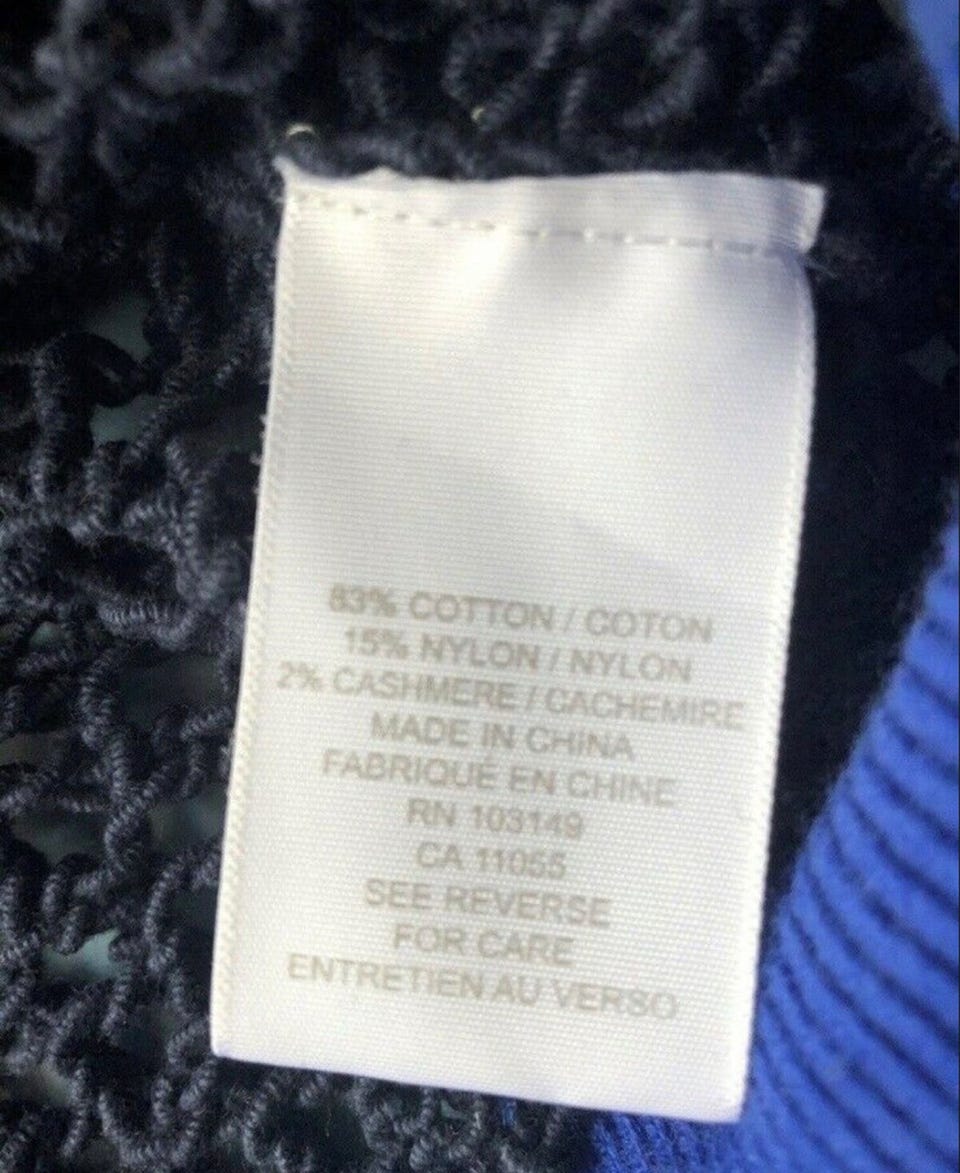 83% COTTON / COTON
15% NYLON / NYLON
2% CASHMERE / CACHEMIRE
MADE IN CHINA
FABRIQUÉ EN CHINE
RN 103149
CA 11055
SEE REVERSE
FOR CARE
ENTRETIEN AU VERSO